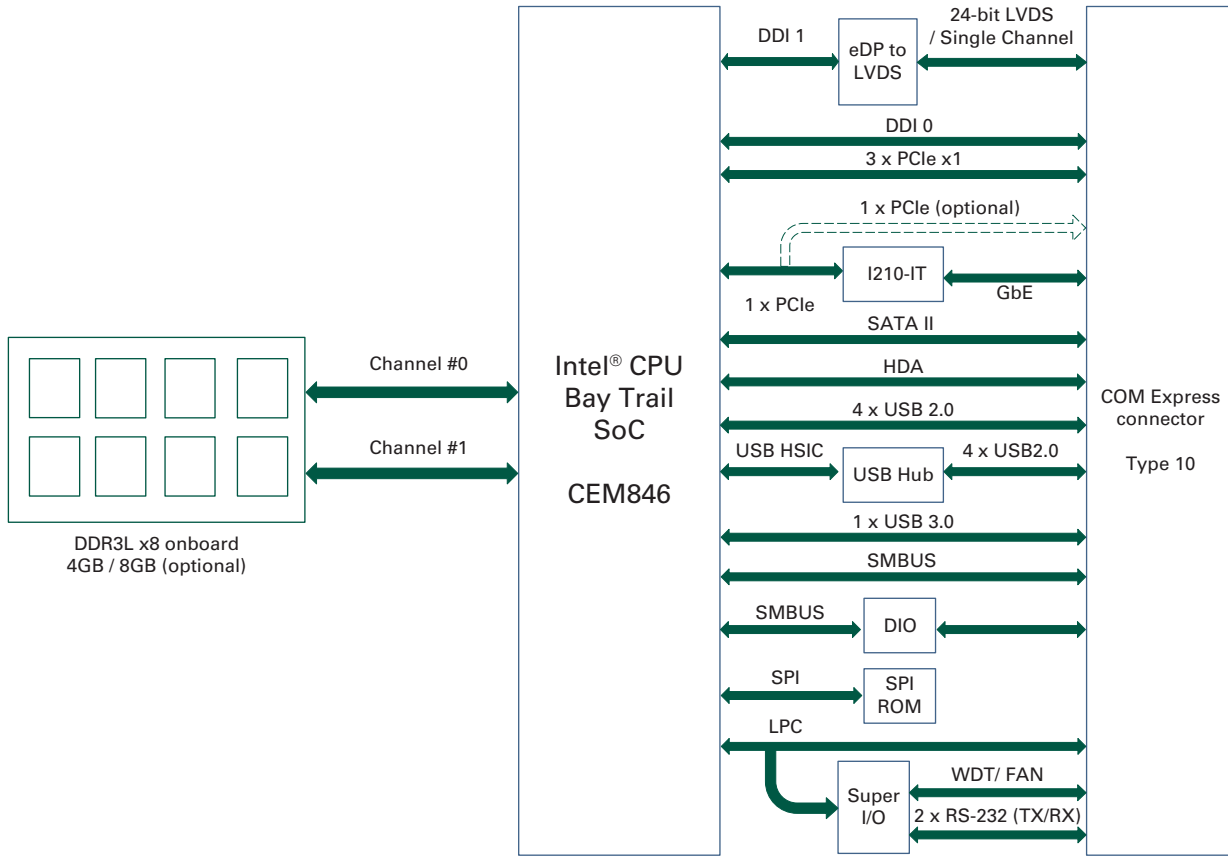 Channel #0
Channel #1
DDR3L x8 onboard
4GB / 8GB (optional)
Intel® CPU
Bay Trail
SoC
CEM846
DDI 1
eDP to
LVDS
24-bit LVDS
/ Single Channel
DDI 0
3 x PCIe x1
1 x PCIe (optional)
I210-IT
1 x PCIe
GbE
SATA II
HDA
4 x USB 2.0
USB HSIC
USB Hub
4 x USB2.0
1 x USB 3.0
SMBUS
SMBUS
DIO
SPI
SPI
ROM
LPC
Super
I/O
WDT/ FAN
2 x RS-232 (TX/RX)
COM Express
connector
Type 10